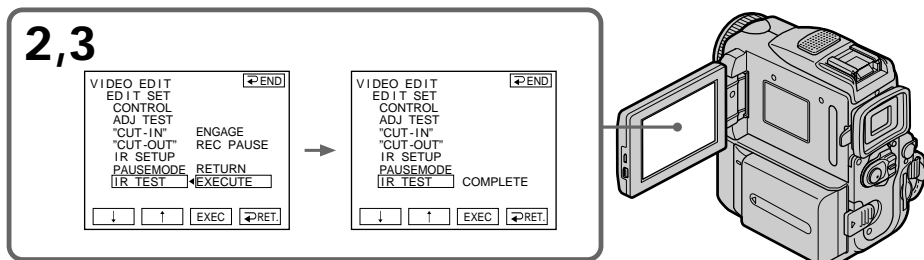 2,3
VIDEO EDIT ⮐END
EDIT SET
CONTROL
ADJ TEST
"CUT-IN" ENGAGE
"CUT-OUT" REC PAUSE
IR SETUP
PAUSEMODE RETURN
IR TEST ◂EXECUTE
↓ ↑ EXEC ⮐RET.
VIDEO EDIT ⮐END
EDIT SET
CONTROL
ADJ TEST
"CUT-IN"
"CUT-OUT"
IR SETUP
PAUSEMODE
IR TEST COMPLETE
↓ ↑ EXEC ⮐RET.